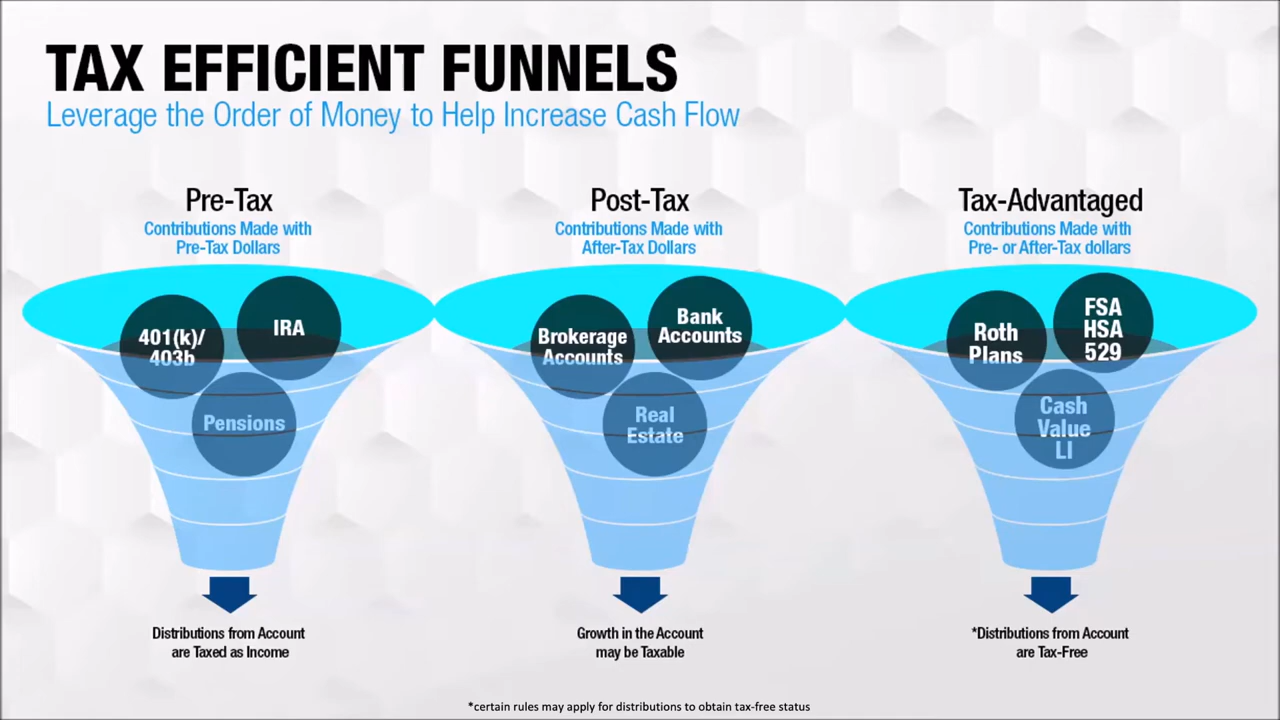 TAX EFFICIENT FUNNELS
Leverage the Order of Money to Help Increase Cash Flow
Pre-Tax
Contributions Made with
Pre-Tax Dollars
401(k)/
403b
IRA
Pensions
Distributions from Account
are Taxed as Income
Post-Tax
Contributions Made with
After-Tax Dollars
Brokerage
Accounts
Bank
Accounts
Real
Estate
Growth in the Account
may be Taxable
Tax-Advantaged
Contributions Made with
Pre- or After-Tax dollars
Roth
Plans
FSA
HSA
529
Cash
Value
LI
*Distributions from Account
are Tax-Free
*certain rules may apply for distributions to obtain tax-free status